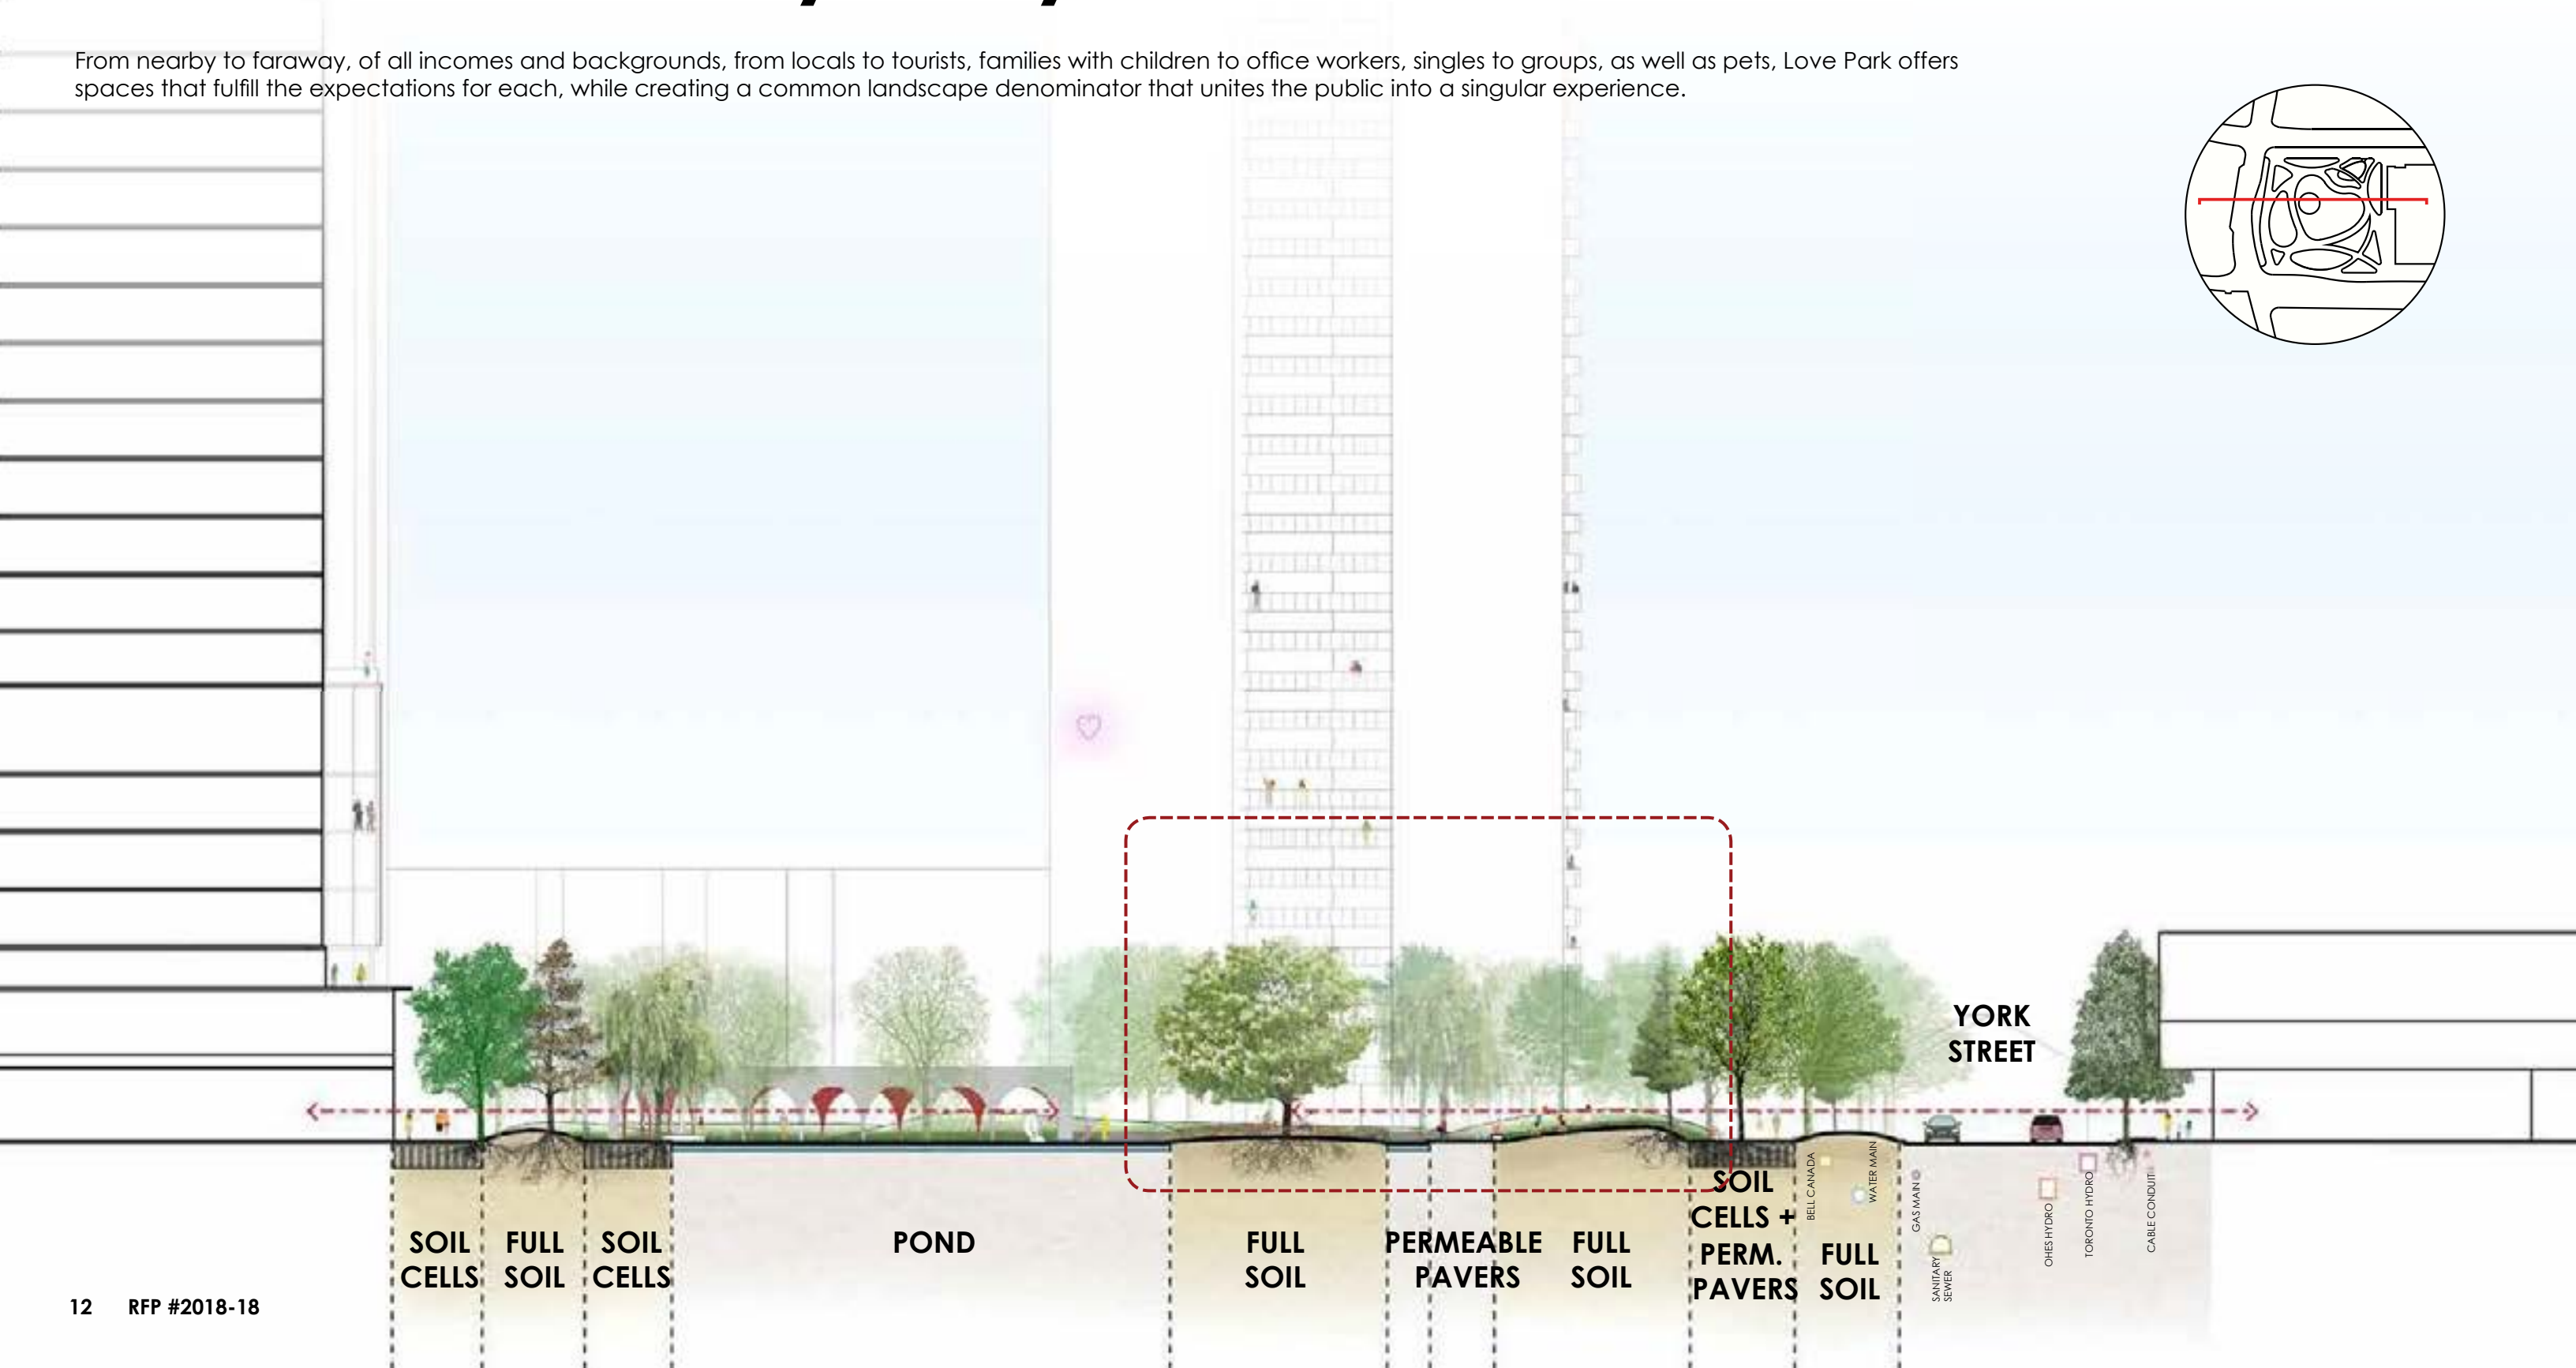 From nearby to faraway, of all incomes and backgrounds, from locals to tourists, families with children to office workers, singles to groups, as well as pets, Love Park offers
spaces that fulfill the expectations for each, while creating a common landscape denominator that unites the public into a singular experience.
YORK
STREET
SOIL
CELLS
FULL
SOIL
SOIL
CELLS
POND
FULL
SOIL
PERMEABLE
PAVERS
FULL
SOIL
SOIL
CELLS +
PERM.
PAVERS
BELL CANADA
WATER MAIN
FULL
SOIL
GAS MAIN
SANITARY
SEWER
OHES HYDRO
TORONTO HYDRO
CABLE CONDUIT
12 RFP #2018-18